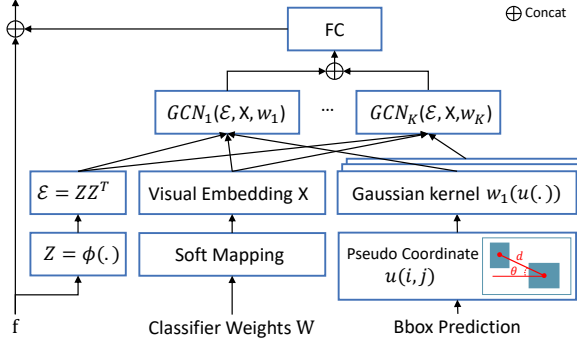 ⊕ Concat
FC
GCN₁(ℰ, X, w₁)
...
GCN_K(ℰ, X, w_K)
ℰ = ZZᵀ
Visual Embedding X
Gaussian kernel w₁(u(.))
Z = ϕ(.)
Soft Mapping
Pseudo Coordinate
u(i, j)
d
θ
f
Classifier Weights W
Bbox Prediction